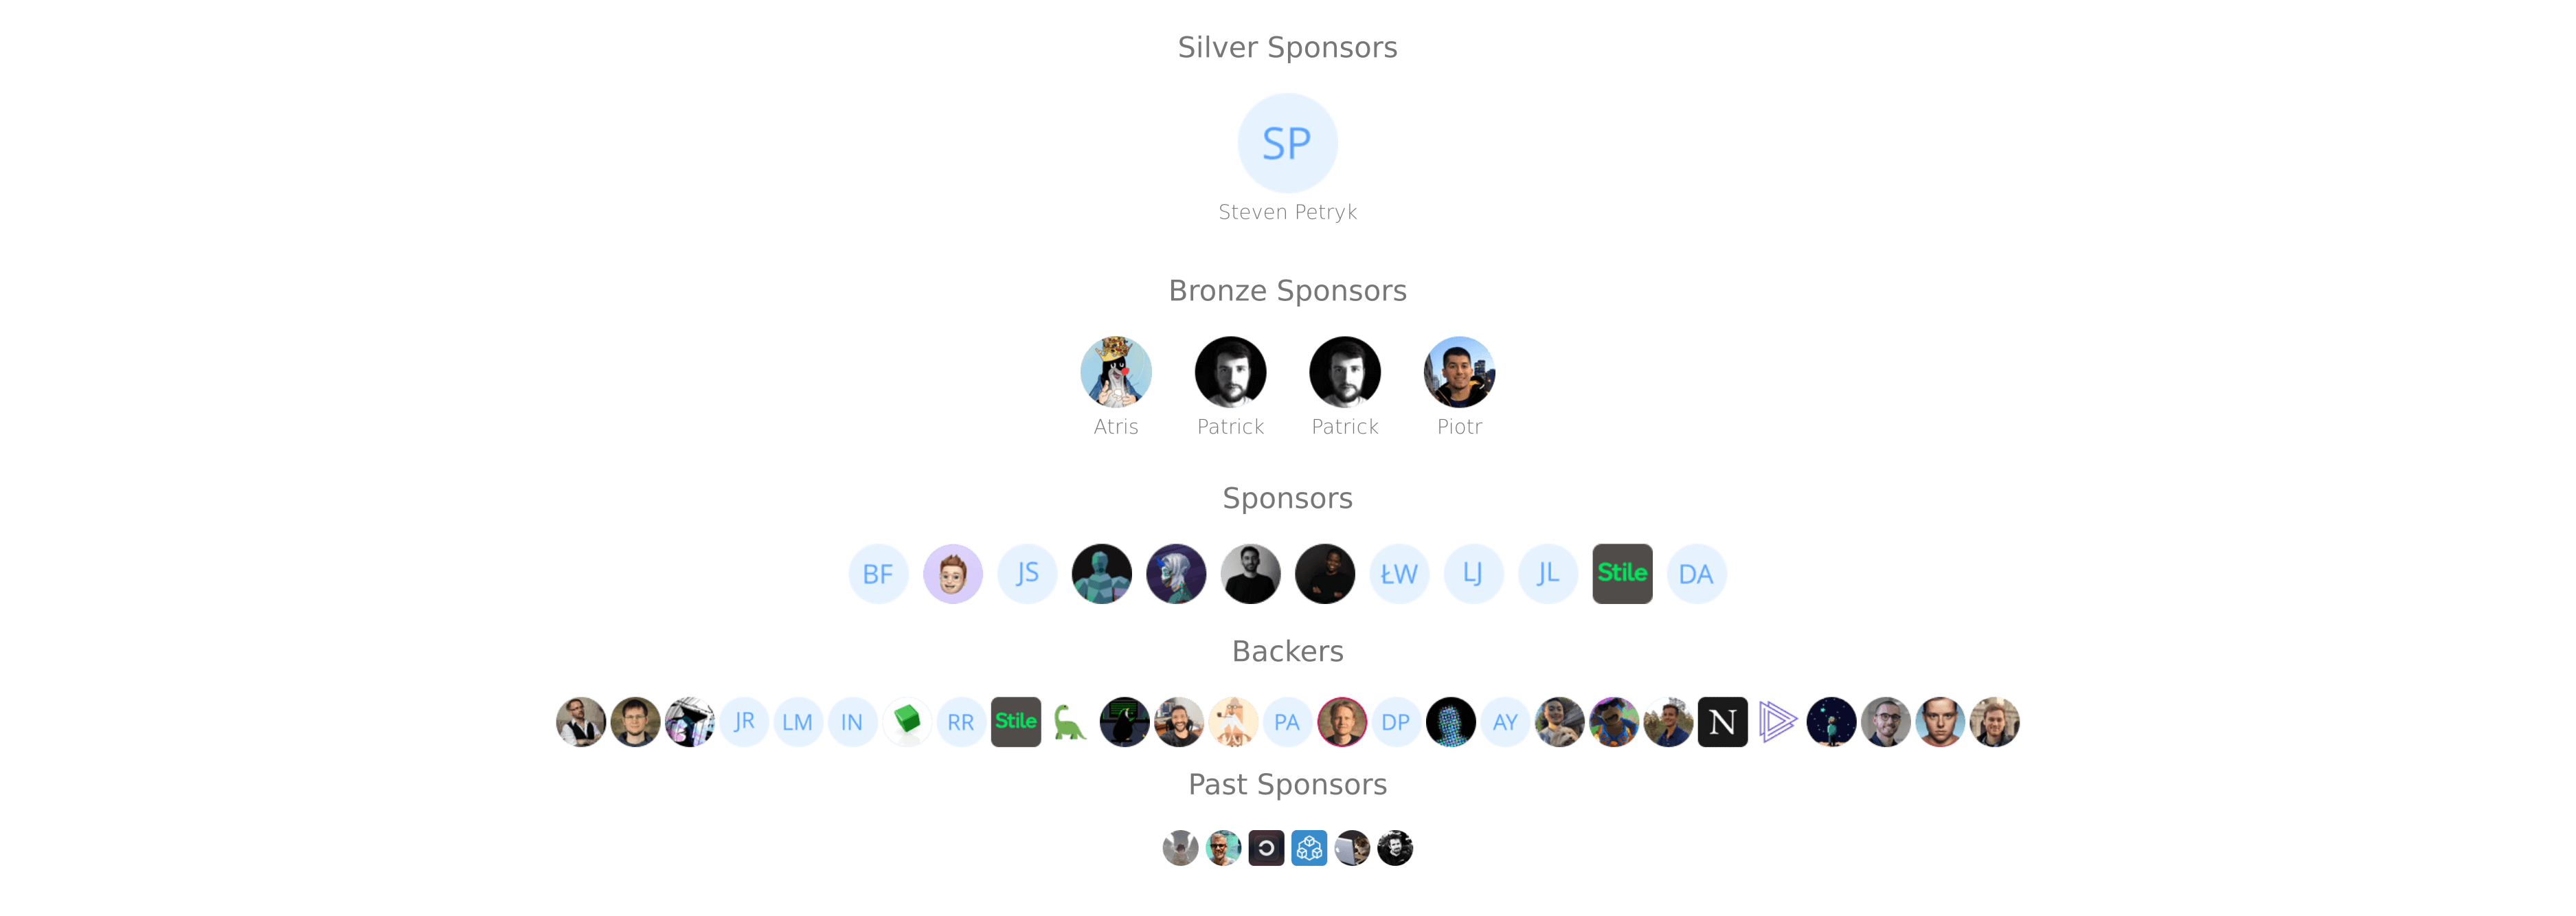 Silver Sponsors
SP
Steven Petryk
Bronze Sponsors
Atris Patrick Patrick Piotr
Sponsors
BF JS ŁW LJ JL Stile DA
Backers
JR LM IN RR Stile PA DP AY N
Past Sponsors